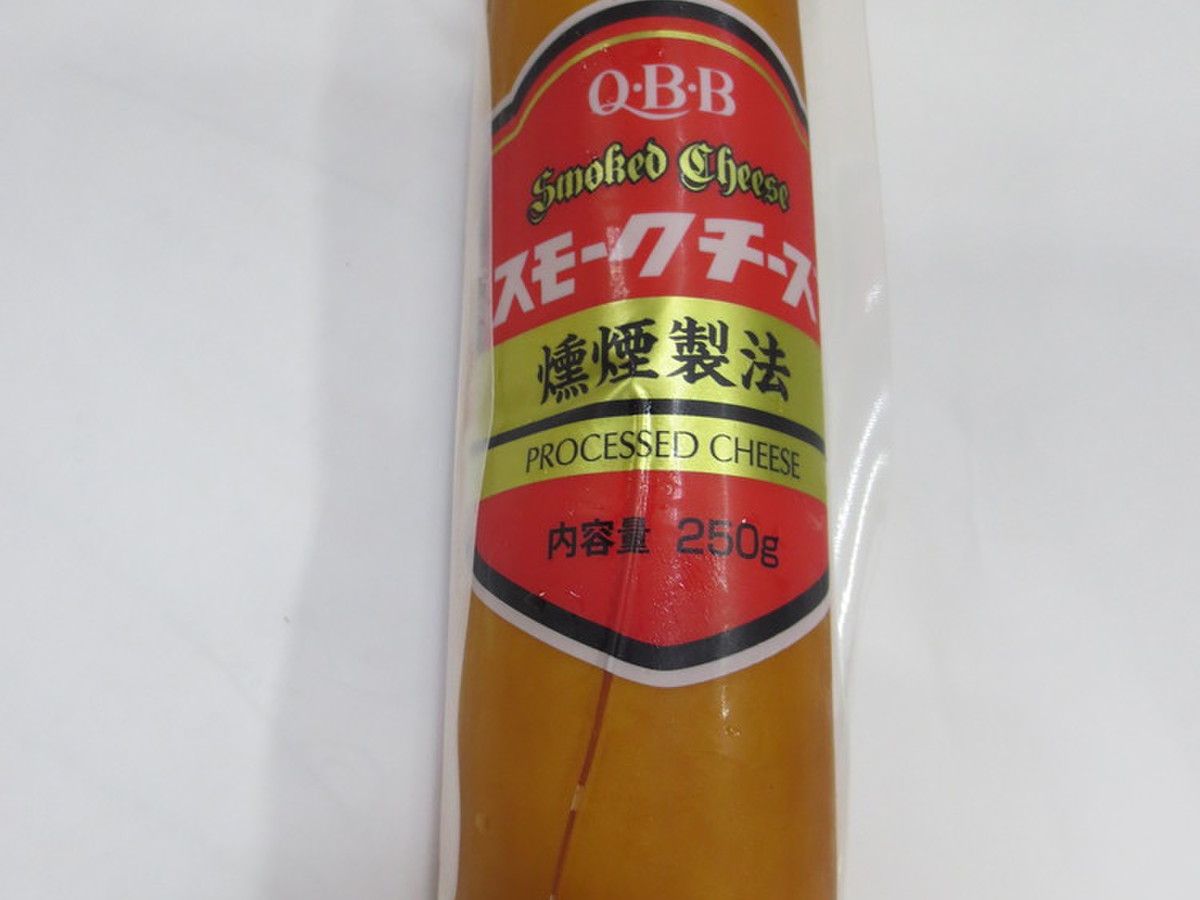 Q·B·B
Smoked Cheese
スモークチーズ
燻煙製法
PROCESSED CHEESE
内容量 250g